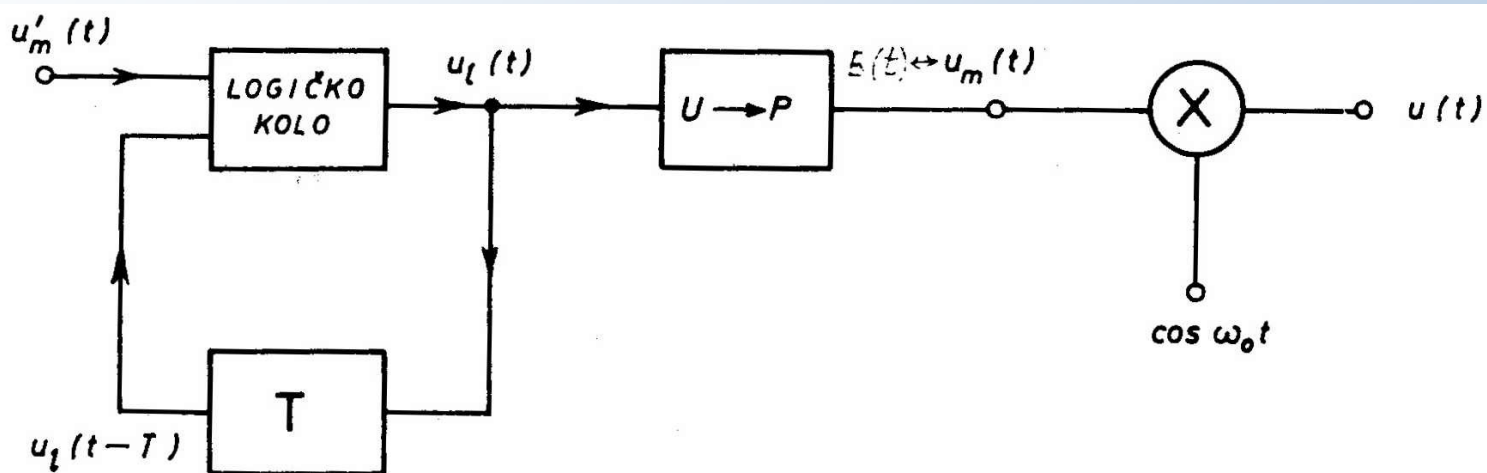 u'm (t)
LOGIČKO
KOLO
ul (t)
U → P
B(t) ↔ um (t)
X
u (t)
cos ω0t
T
ul (t − T)